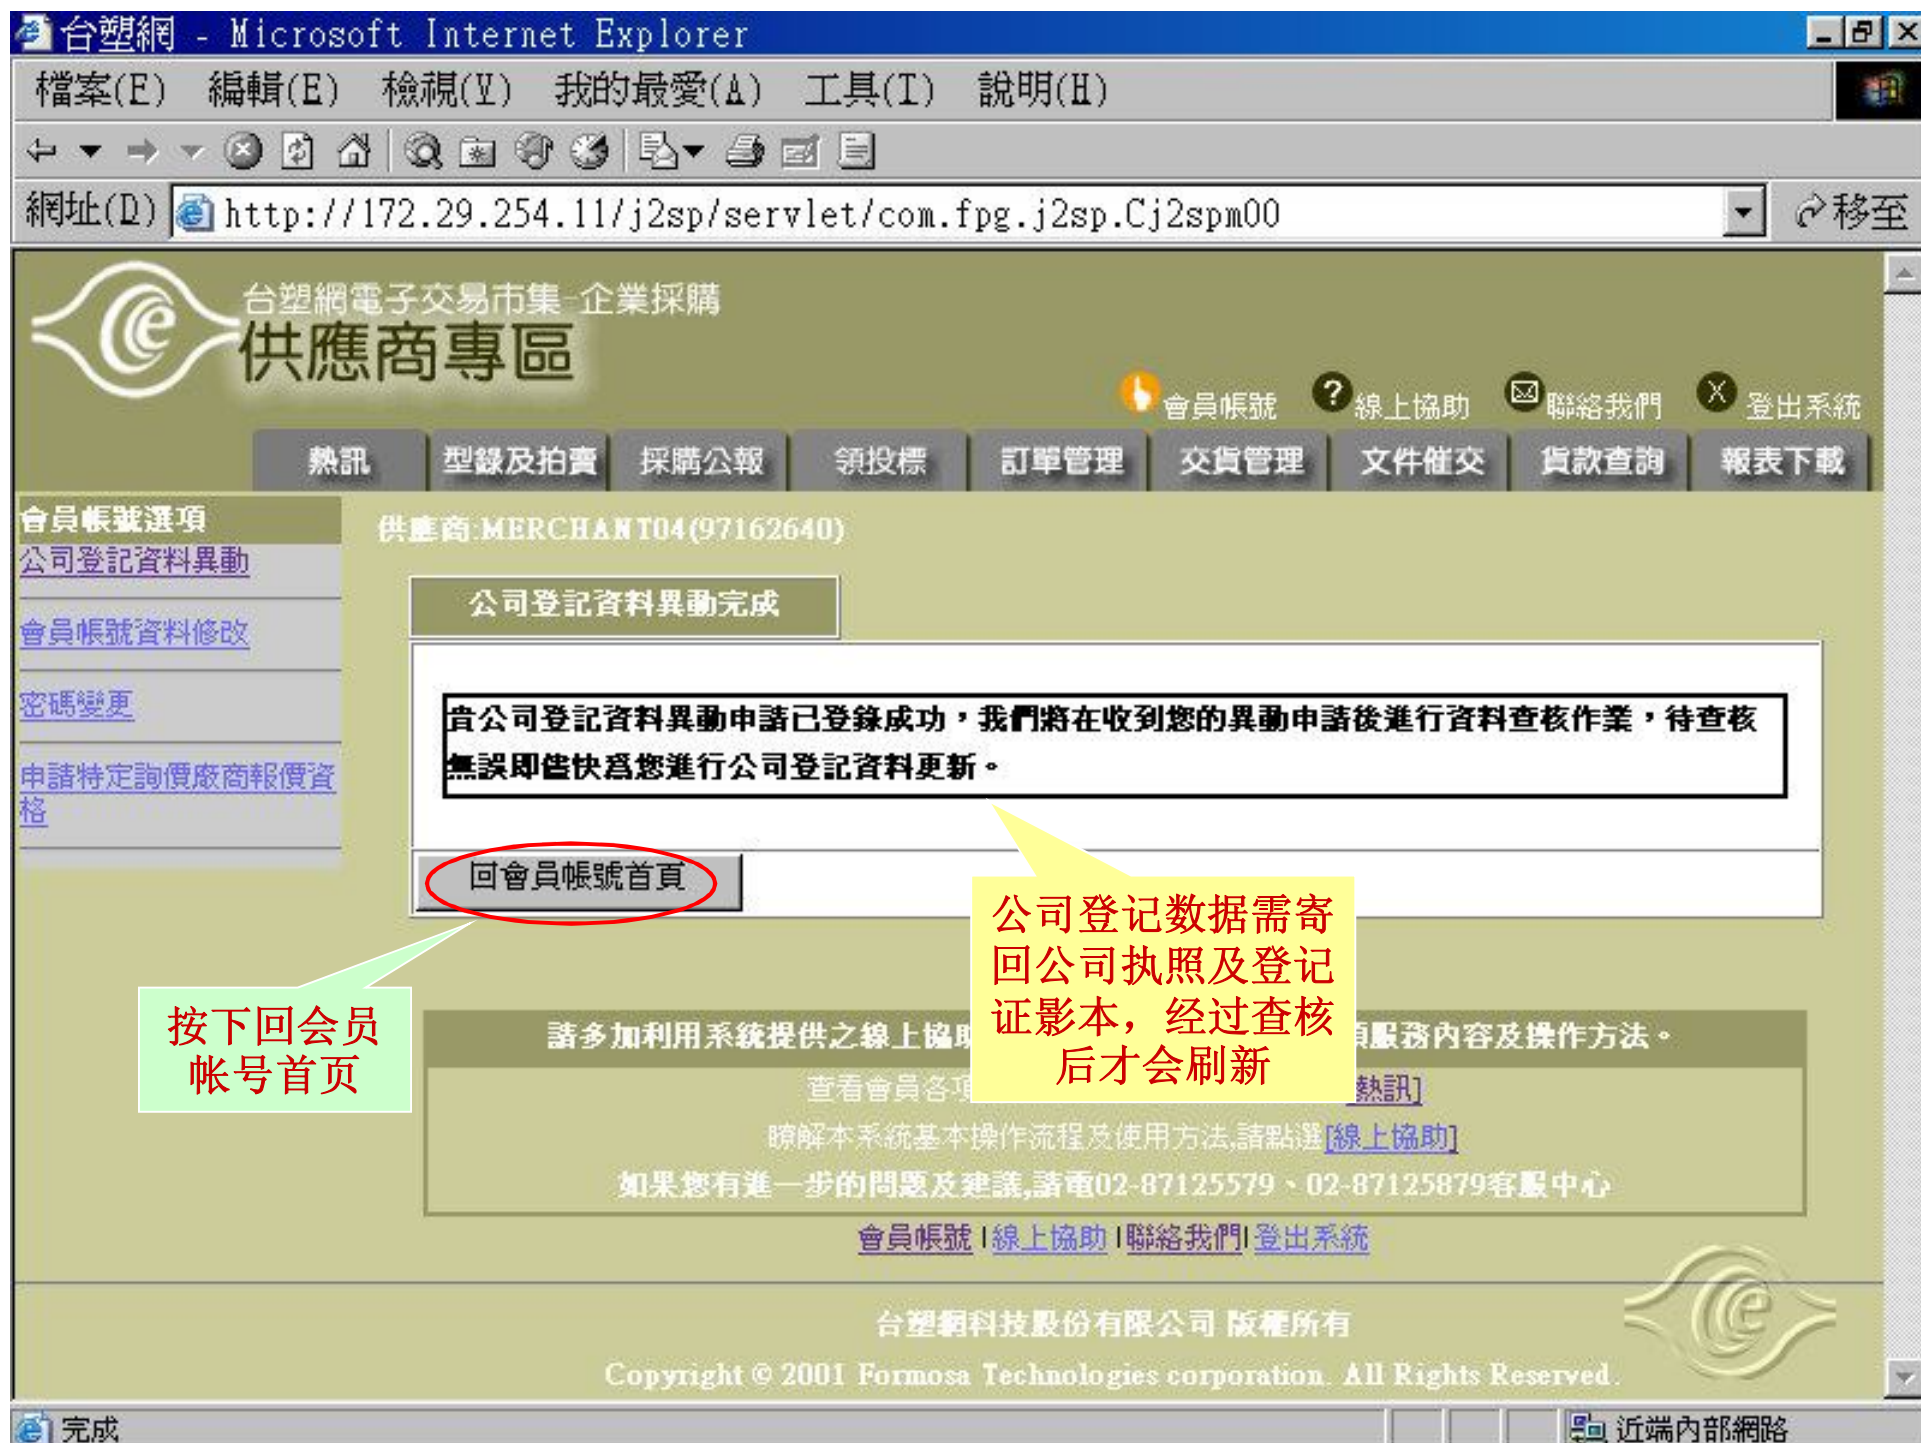 台塑網 - Microsoft Internet Explorer
檔案(F) 編輯(E) 檢視(V) 我的最愛(A) 工具(T) 說明(H)
網址(D) http://172.29.254.11/j2sp/servlet/com.fpg.j2sp.Cj2spm00 移至
台塑網電子交易市集-企業採購
供應商專區
會員帳號 線上協助 聯絡我們 登出系統
熱訊 型錄及拍賣 採購公報 領投標 訂單管理 交貨管理 文件催交 貨款查詢 報表下載
會員帳號選項
公司登記資料異動
會員帳號資料修改
密碼變更
申請特定詢價廠商報價資
格
供應商:MERCHANT04(97162640)
公司登記資料異動完成
貴公司登記資料異動申請已登錄成功，我們將在收到您的異動申請後進行資料查核作業，待查核
無誤即儘快為您進行公司登記資料更新。
回會員帳號首頁
公司登记数据需寄
回公司执照及登记
证影本，经过查核
后才会刷新
按下回会员
帐号首页
請多加利用系統提供之線上協 服務內容及操作方法。
查看會員各項 [熱訊]
瞭解本系統基本操作流程及使用方法,請點選[線上協助]
如果您有進一步的問題及建議,請電02-87125579、02-87125879客服中心
會員帳號 | 線上協助 | 聯絡我們 | 登出系統
台塑網科技股份有限公司 版權所有
Copyright © 2001 Formosa Technologies corporation. All Rights Reserved.
完成 近端內部網路